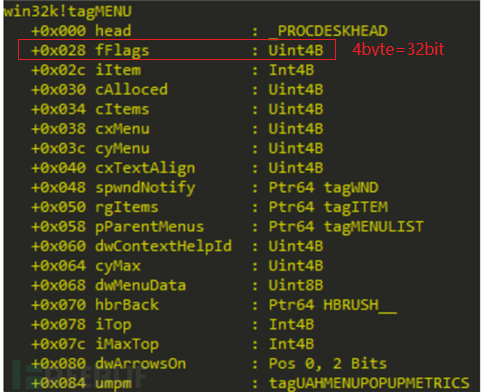 win32k!tagMENU
+0x000 head : _PROCDESKHEAD
+0x028 fFlags : Uint4B 4byte=32bit
+0x02c iItem : Int4B
+0x030 cAlloced : Uint4B
+0x034 cItems : Uint4B
+0x038 cxMenu : Uint4B
+0x03c cyMenu : Uint4B
+0x040 cxTextAlign : Uint4B
+0x048 spwndNotify : Ptr64 tagWND
+0x050 rgItems : Ptr64 tagITEM
+0x058 pParentMenus : Ptr64 tagMENULIST
+0x060 dwContextHelpId : Uint4B
+0x064 cyMax : Uint4B
+0x068 dwMenuData : Uint8B
+0x070 hbrBack : Ptr64 HBRUSH__
+0x078 iTop : Int4B
+0x07c iMaxTop : Int4B
+0x080 dwArrowsOn : Pos 0, 2 Bits
+0x084 umpm : tagUAHMENUPOPUPMETRICS